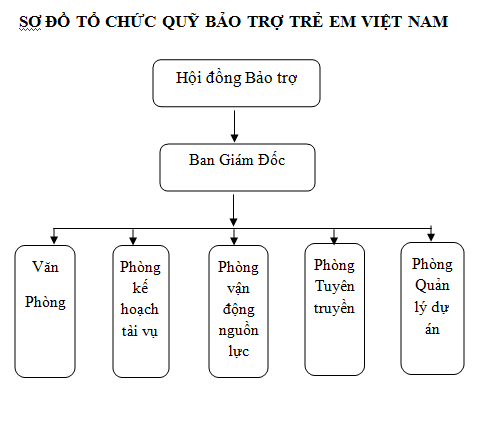 SƠ ĐỒ TỔ CHỨC QUỸ BẢO TRỢ TRẺ EM VIỆT NAM
Hội đồng Bảo trợ
Ban Giám Đốc
Văn
Phòng
Phòng
kế
hoạch
tài vụ
Phòng
vận
động
nguồn
lực
Phòng
Tuyên
truyền
Phòng
Quản
lý dự
án